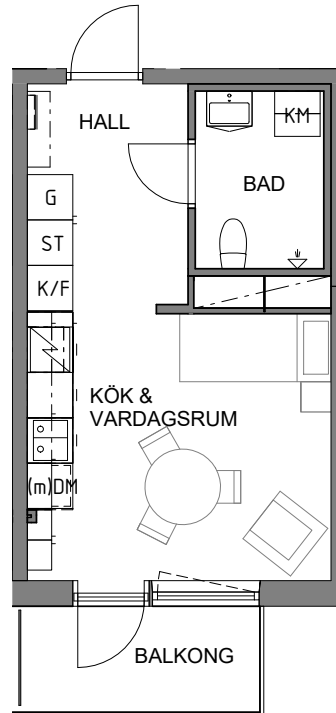 HALL
KM
BAD
G
ST
K/F
KÖK &
VARDAGSRUM
(m)DM
BALKONG